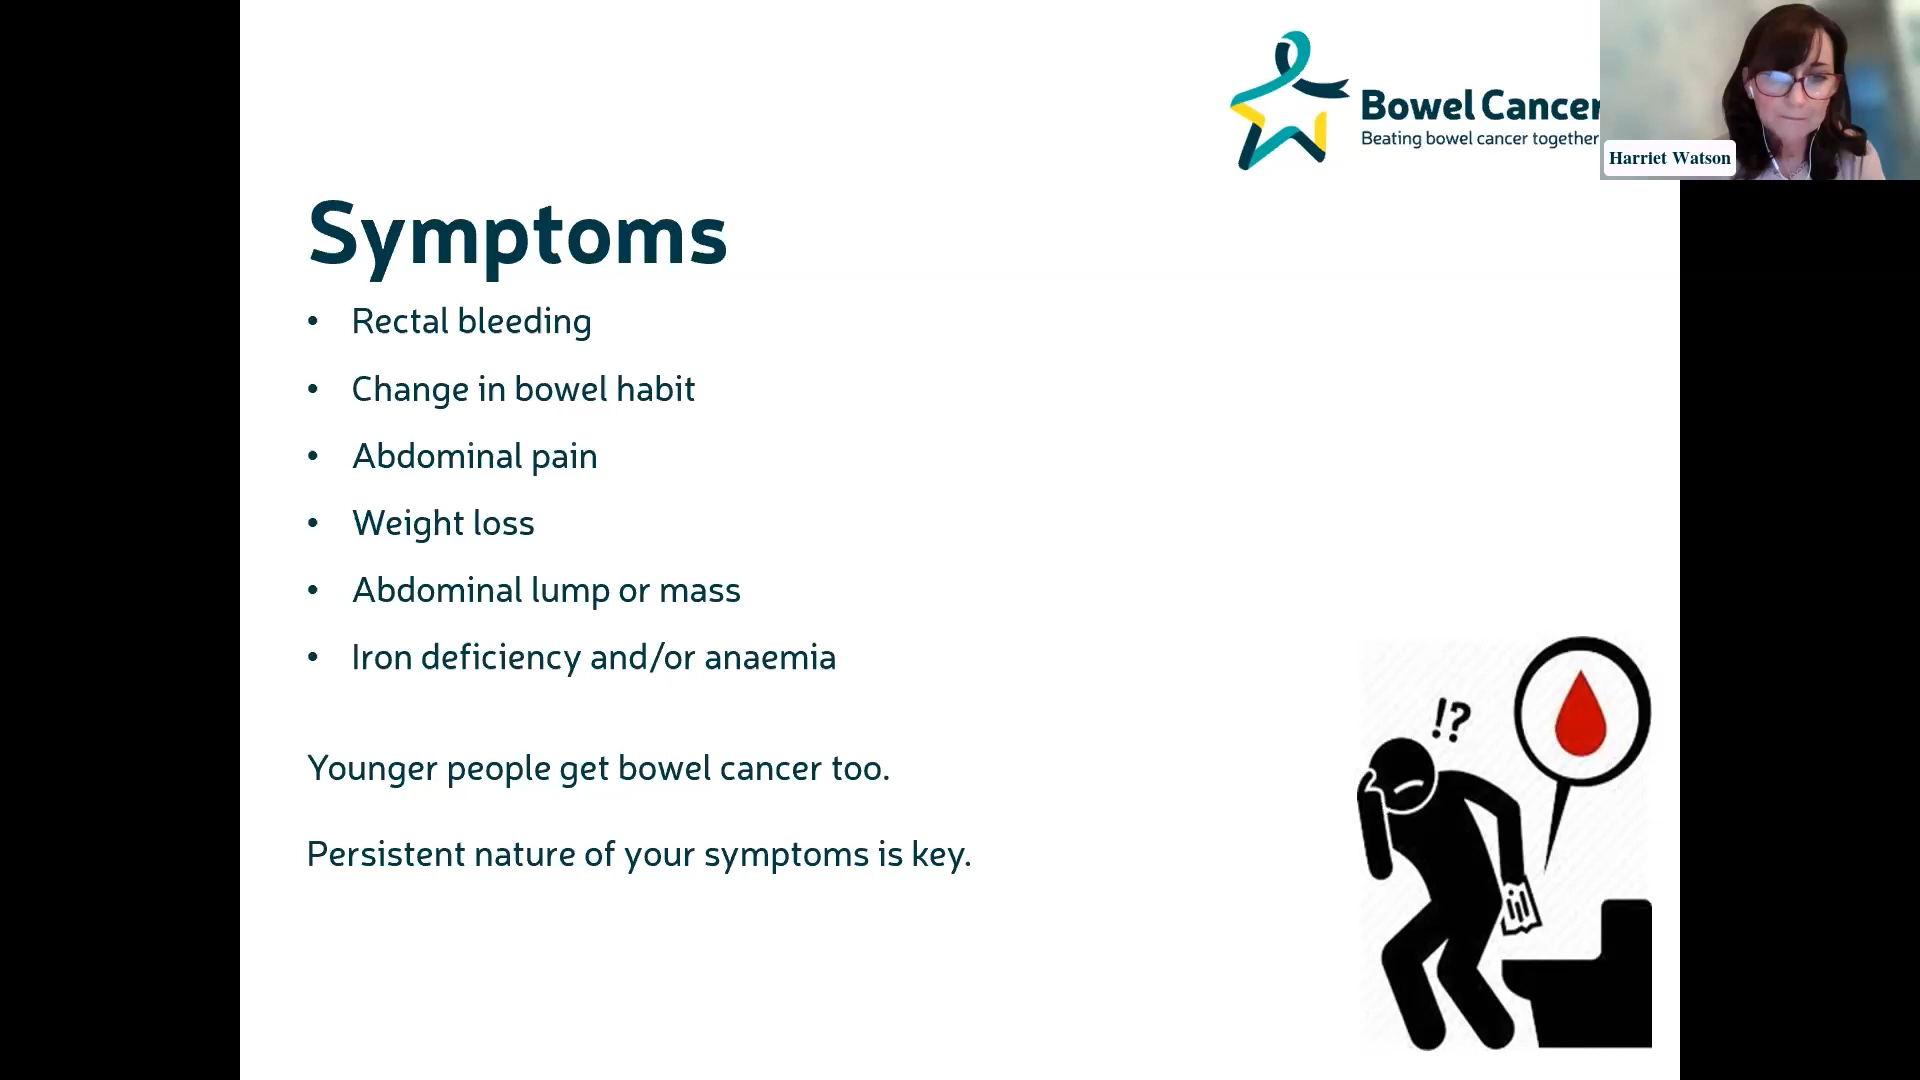 Bowel Cancer
Beating bowel cancer together
Harriet Watson
Symptoms
• Rectal bleeding
• Change in bowel habit
• Abdominal pain
• Weight loss
• Abdominal lump or mass
• Iron deficiency and/or anaemia
!?
Younger people get bowel cancer too.
Persistent nature of your symptoms is key.